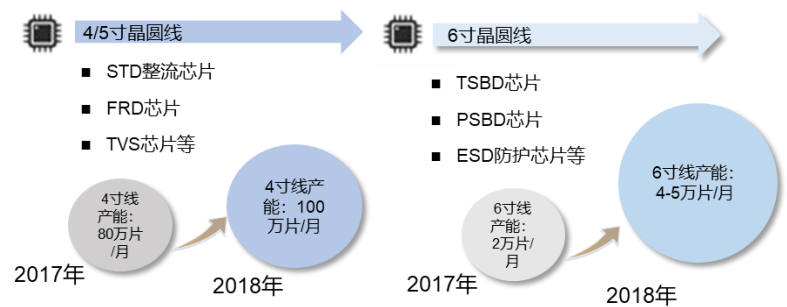 4/5寸晶圆线
STD整流芯片
FRD芯片
TVS芯片等
4寸线
产能：
80万片
/月
2017年
4寸线产
能：100
万片/月
2018年
6寸晶圆线
TSBD芯片
PSBD芯片
ESD防护芯片等
6寸线
产能：
2万片/
月
2017年
6寸线产能：
4-5万片/月
2018年